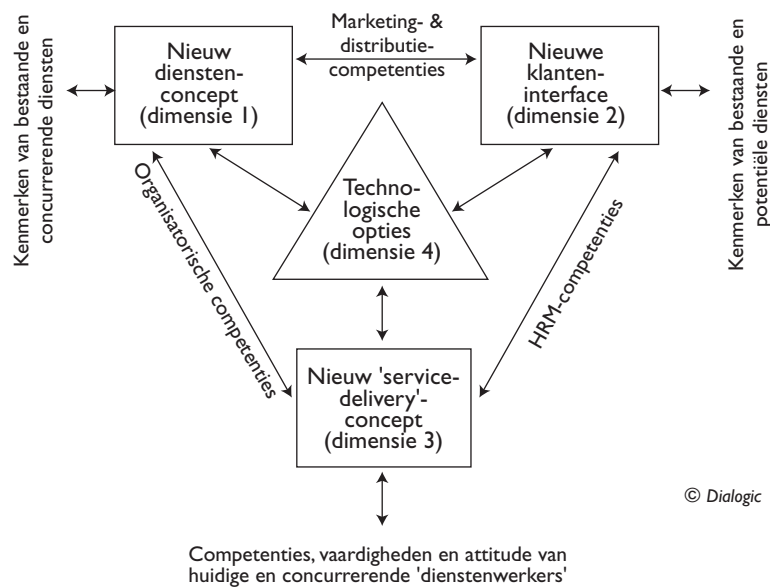 Marketing- &
distributie-
competenties
Kenmerken van bestaande en
concurrerende diensten
Nieuw
diensten-
concept
(dimensie 1)
Nieuwe
klanten-
interface
(dimensie 2)
Kenmerken van bestaande en
potentiële diensten
Techno-
logische
opties
(dimensie 4)
Organisatorische competenties
HRM-competenties
Nieuw 'service-
delivery'-
concept
(dimensie 3)
© Dialogic
Competenties, vaardigheden en attitude van
huidige en concurrerende 'dienstenwerkers'